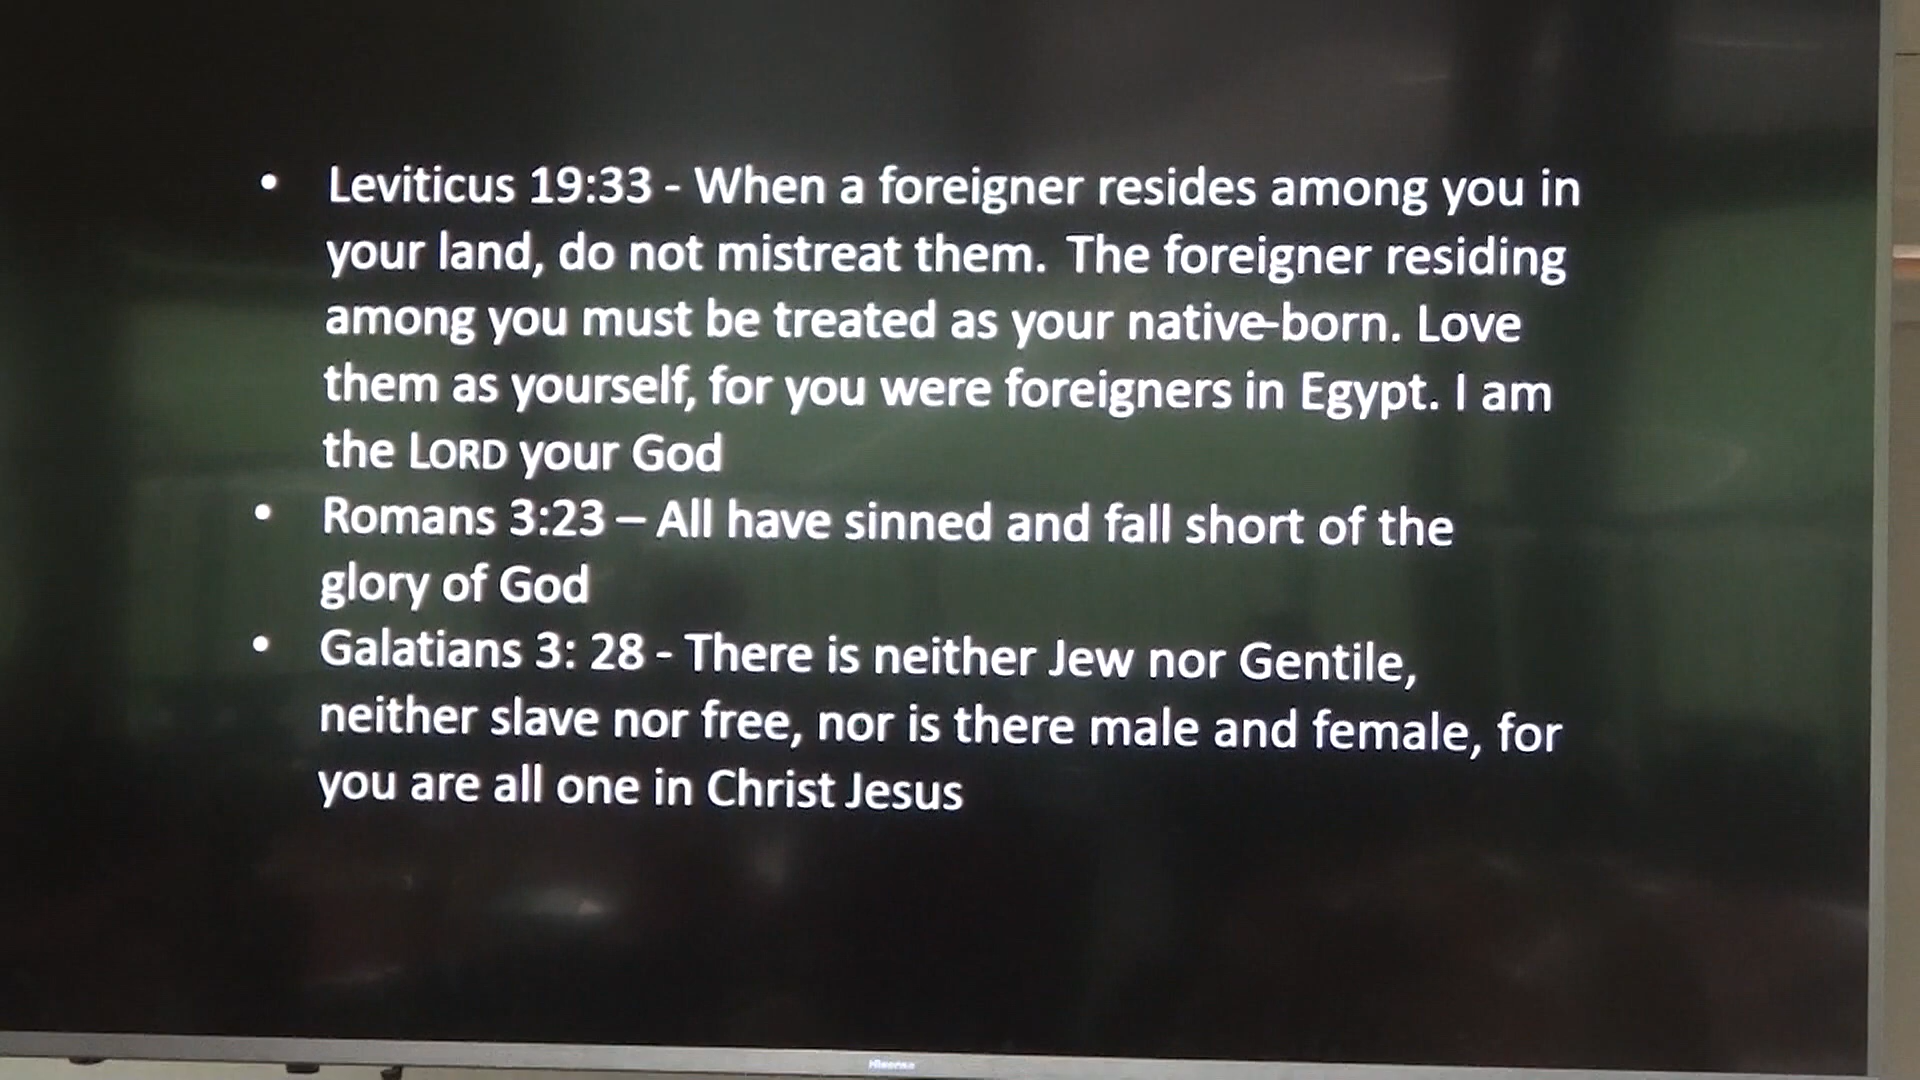 • Leviticus 19:33 - When a foreigner resides among you in
your land, do not mistreat them. The foreigner residing
among you must be treated as your native-born. Love
them as yourself, for you were foreigners in Egypt. I am
the LORD your God
• Romans 3:23 – All have sinned and fall short of the
glory of God
• Galatians 3: 28 - There is neither Jew nor Gentile,
neither slave nor free, nor is there male and female, for
you are all one in Christ Jesus
Hisense